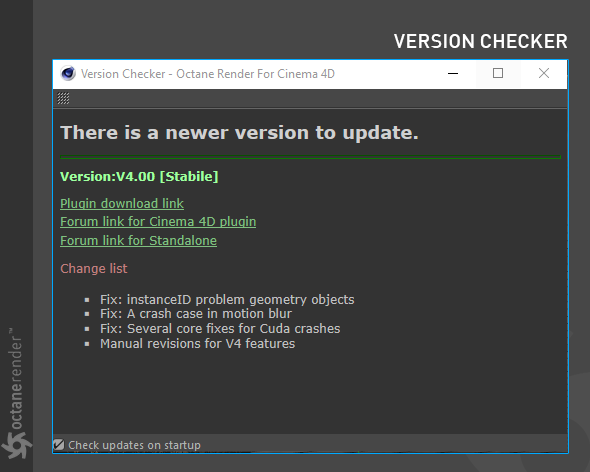 VERSION CHECKER
Version Checker - Octane Render For Cinema 4D
There is a newer version to update.
Version:V4.00 [Stabile]
Plugin download link
Forum link for Cinema 4D plugin
Forum link for Standalone
Change list
Fix: instanceID problem geometry objects
Fix: A crash case in motion blur
Fix: Several core fixes for Cuda crashes
Manual revisions for V4 features
Check updates on startup
octanerender™